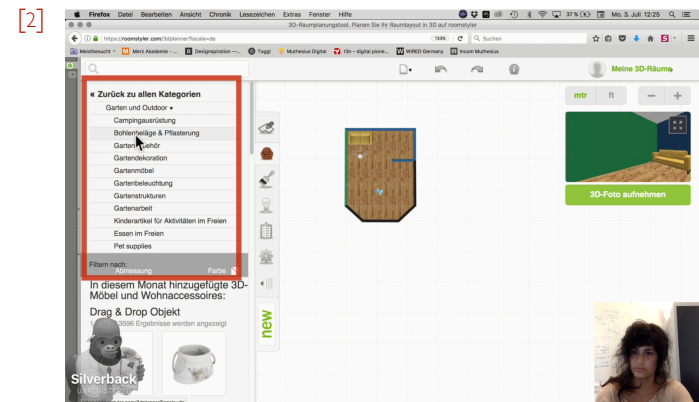 [2]
Firefox Datei Bearbeiten Ansicht Chronik Lesezeichen Extras Fenster Hilfe 37 % Mo. 3. Juli 12:25
3D-Raumplanungstool. Planen Sie Ihr Raumlayout in 3D auf roomstyler
https://roomstyler.com/3dplanner?locale=de 133% Suchen
Meistbesucht Merz Akademie - ... Designspiration —... Toggl Muthesius Digital t3n – digital pione... WIRED Germany Incom Muthesius
Meine 3D-Räume
« Zurück zu allen Kategorien
Garten und Outdoor ▾
Campingausrüstung
Bohlenbeläge & Pflasterung
Gartendekoration
Gartenmöbel
Gartenbeleuchtung
Gartenstrukturen
Gartenarbeit
Kinderartikel für Aktivitäten im Freien
Essen im Freien
Pet supplies
Filtern nach:
Abmessung Farbe
In diesem Monat hinzugefügte 3D-
Möbel und Wohnaccessoires:
Drag & Drop Objekt
3596 Ergebnisse werden angezeigt
new
mtr ft − +
3D-Foto aufnehmen
Silverback
UNREGISTERED